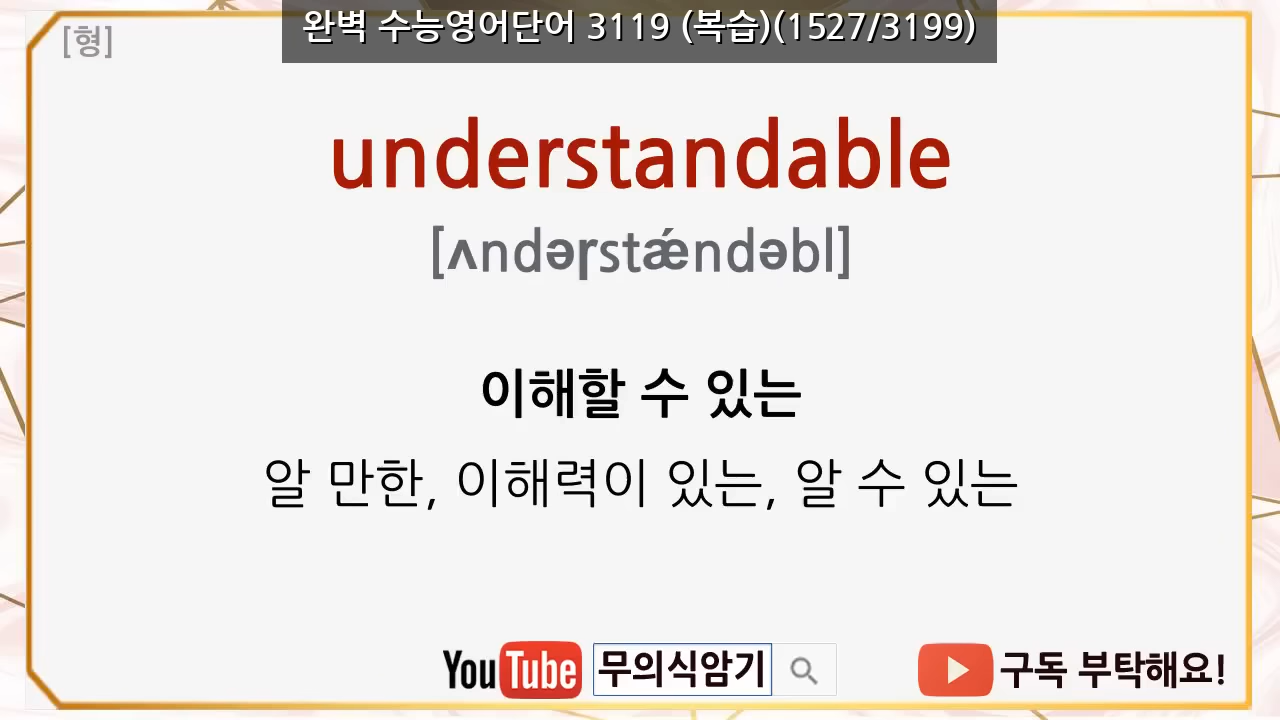 완벽 수능영어단어 3119 (복습)(1527/3199)
[형]
understandable
[ʌndəɼstǽndəbl]
이해할 수 있는
알 만한, 이해력이 있는, 알 수 있는
YouTube 무의식암기 구독 부탁해요!